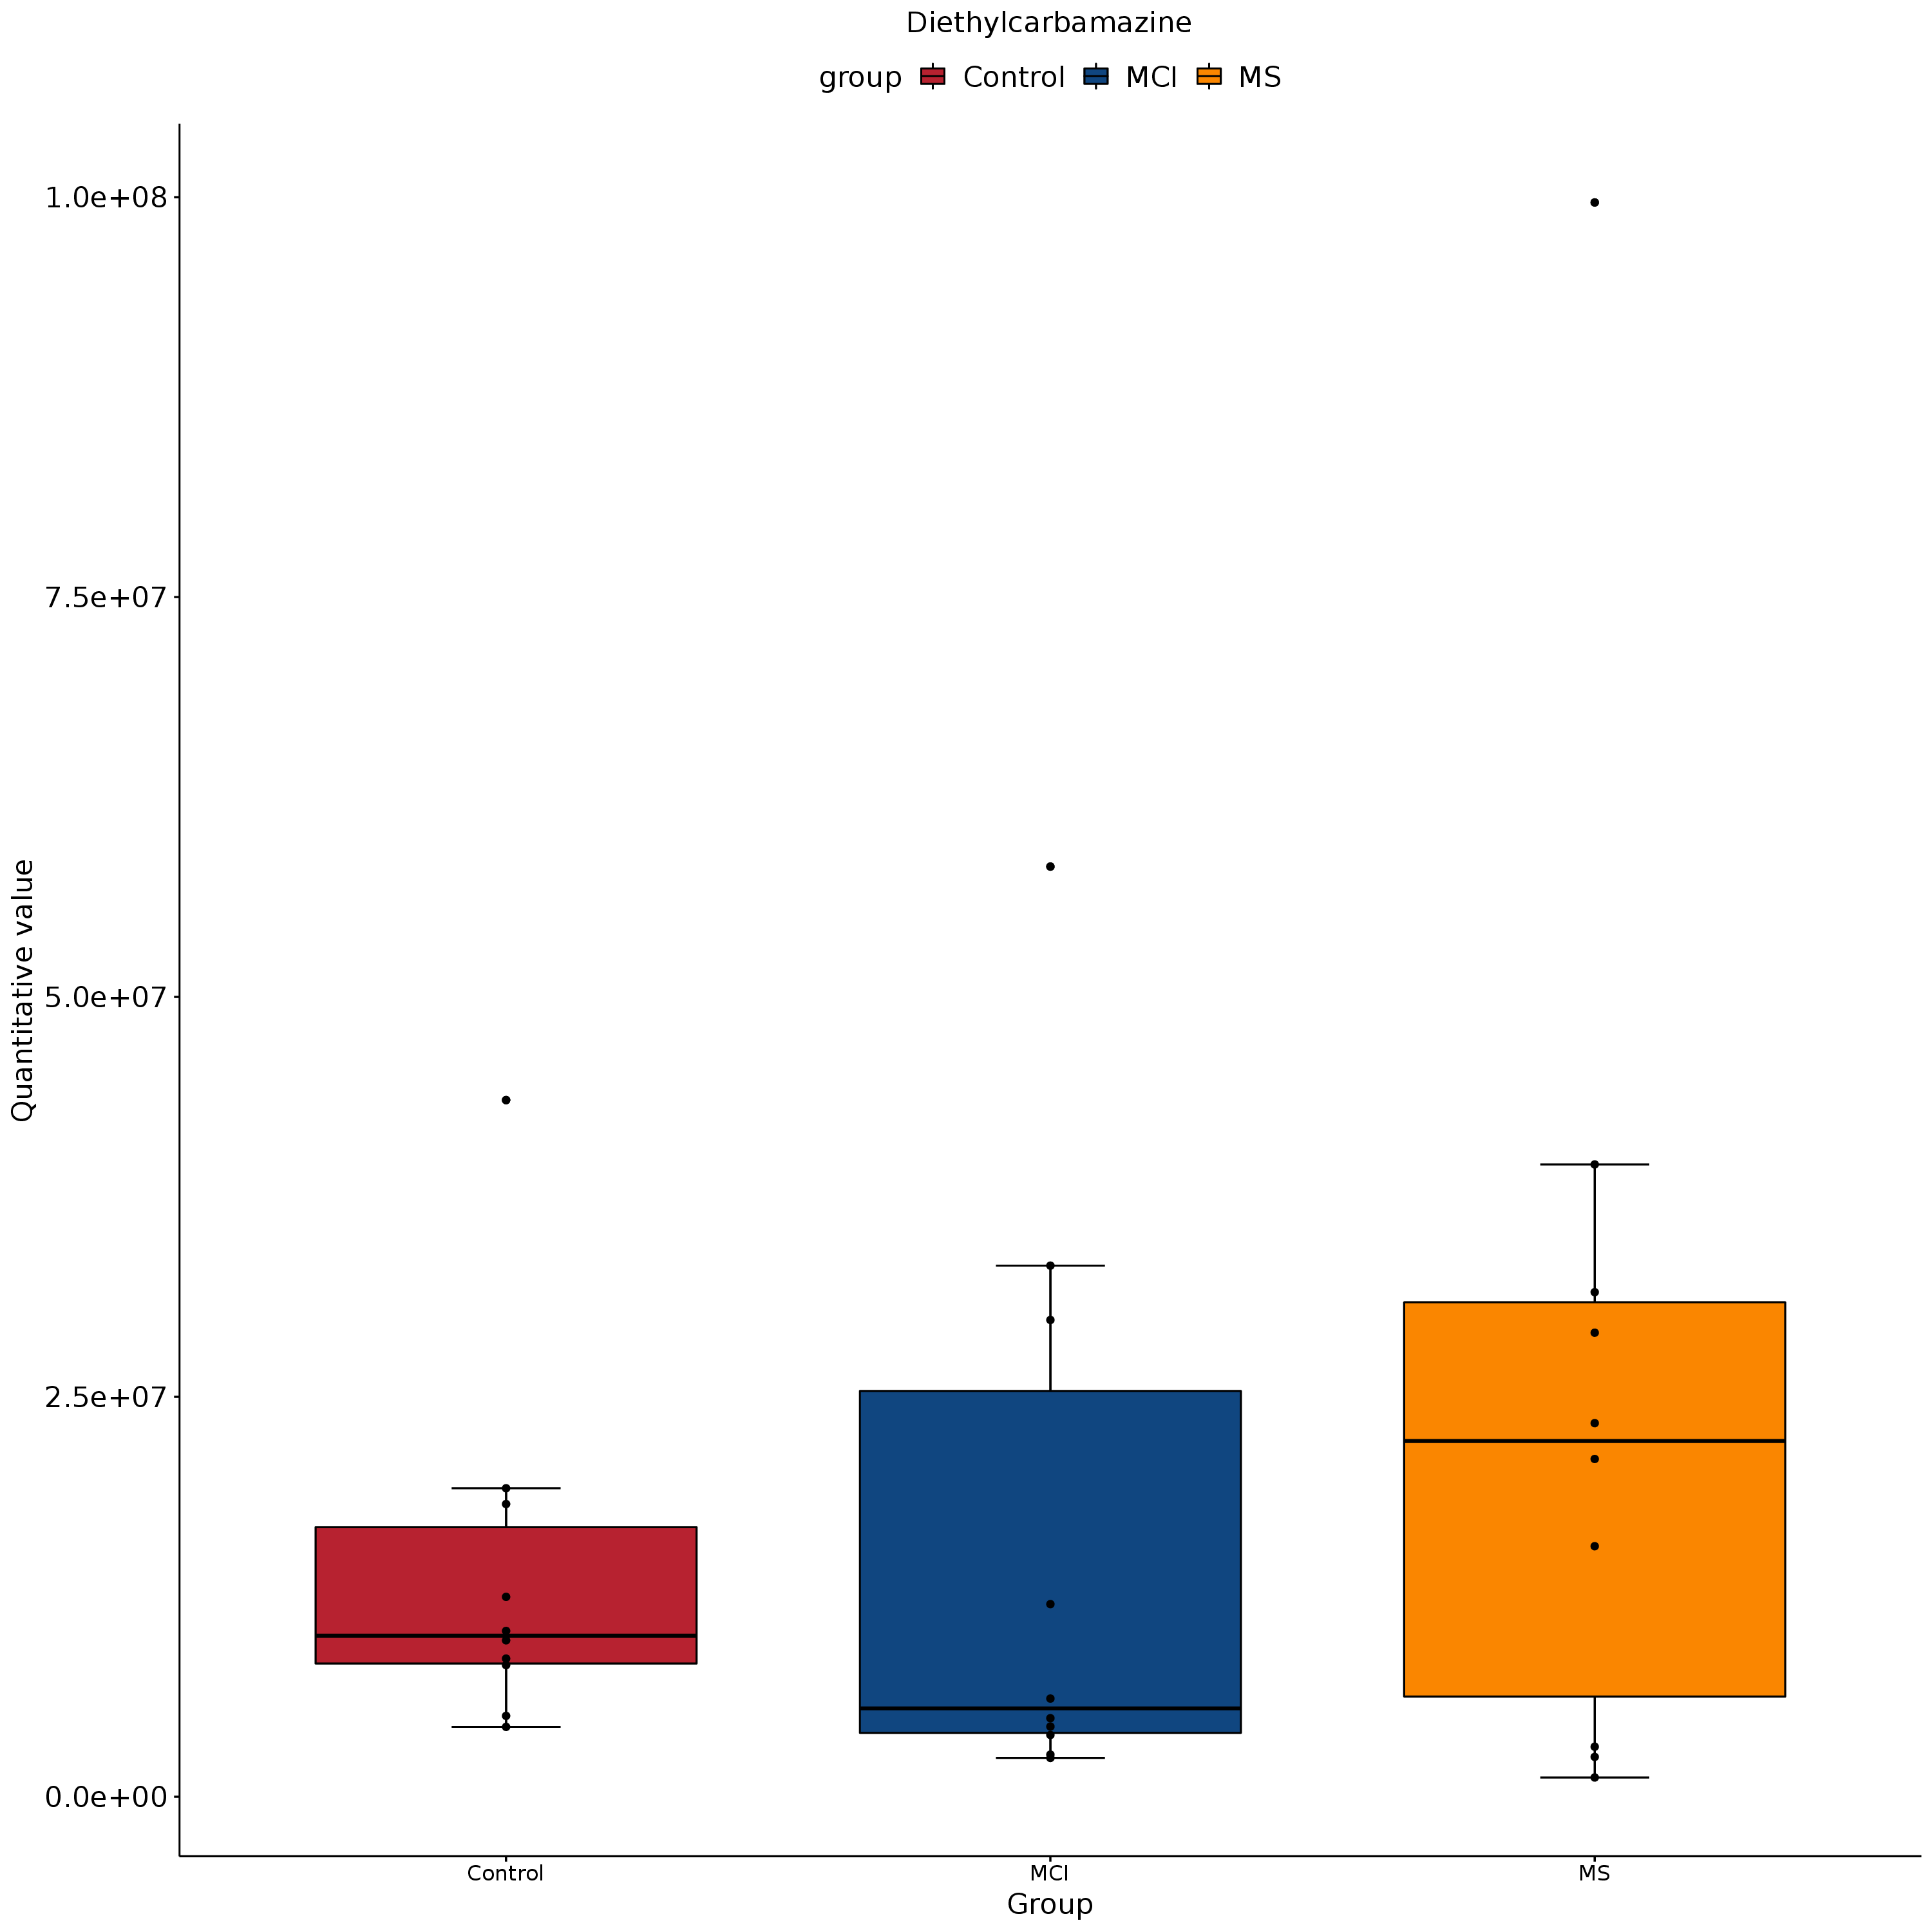 Diethylcarbamazine
group Control MCI MS
1.0e+08
7.5e+07
5.0e+07
2.5e+07
0.0e+00
Quantitative value
Control MCI MS
Group